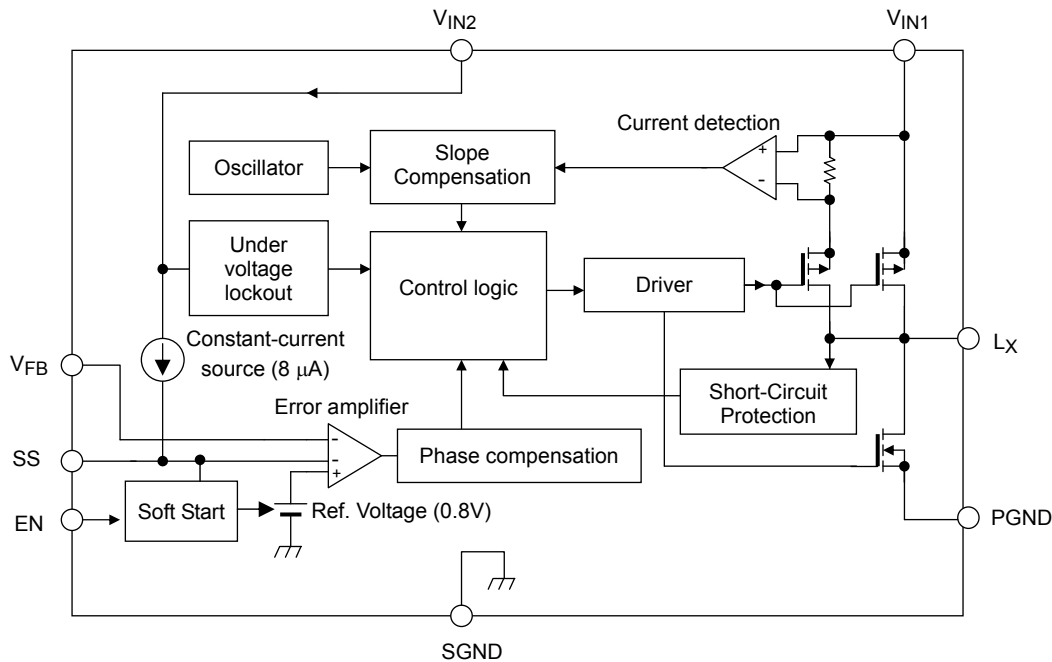 VIN2
VIN1
Current detection
+
-
Oscillator
Slope
Compensation
Under
voltage
lockout
Control logic
Driver
Constant-current
source (8 μA)
VFB
LX
Short-Circuit
Protection
Error amplifier
-
-
+
Phase compensation
SS
Soft Start
EN
Ref. Voltage (0.8V)
PGND
SGND